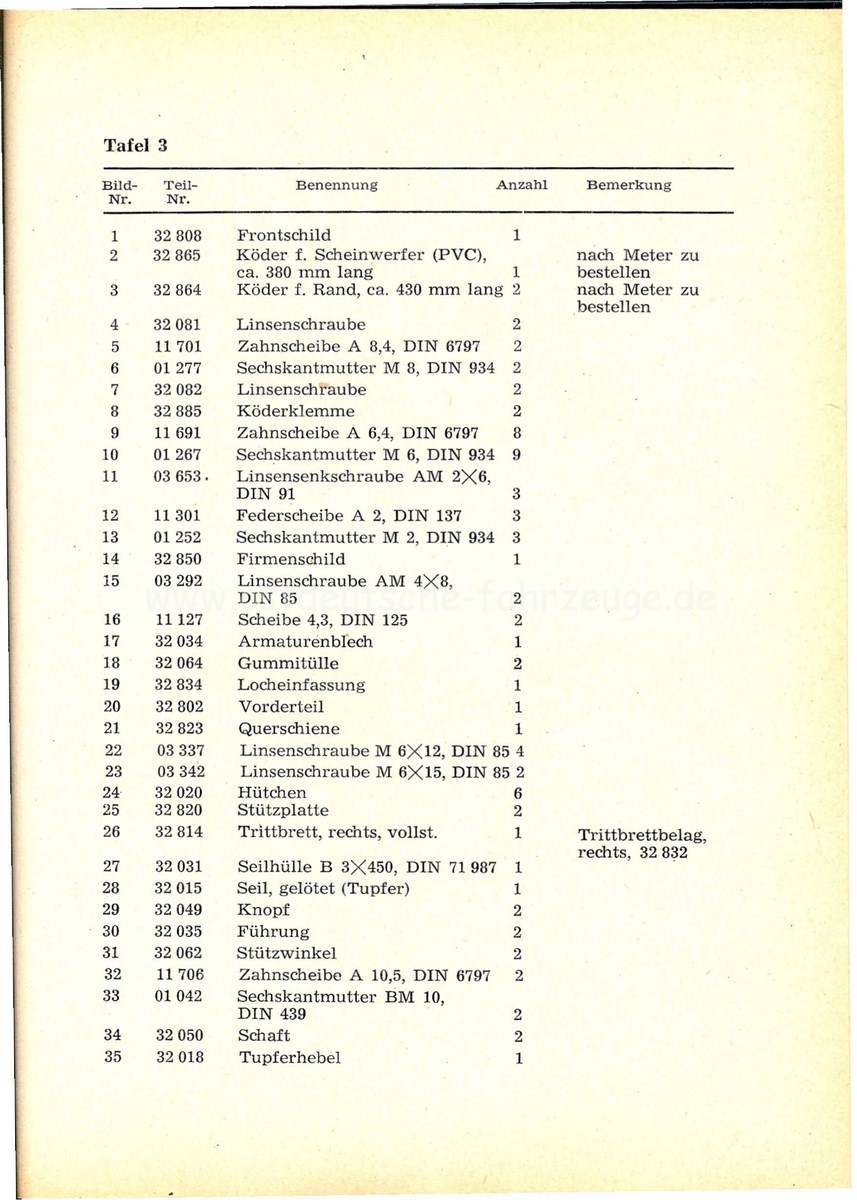 Tafel 3
Bild- Teil- Benennung Anzahl Bemerkung
Nr. Nr.
1 32 808 Frontschild 1
2 32 865 Köder f. Scheinwerfer (PVC), nach Meter zu
ca. 380 mm lang 1 bestellen
3 32 864 Köder f. Rand, ca. 430 mm lang 2 nach Meter zu
bestellen
4 32 081 Linsenschraube 2
5 11 701 Zahnscheibe A 8,4, DIN 6797 2
6 01 277 Sechskantmutter M 8, DIN 934 2
7 32 082 Linsenschraube 2
8 32 885 Köderklemme 2
9 11 691 Zahnscheibe A 6,4, DIN 6797 8
10 01 267 Sechskantmutter M 6, DIN 934 9
11 03 653. Linsensenkschraube AM 2×6,
DIN 91 3
12 11 301 Federscheibe A 2, DIN 137 3
13 01 252 Sechskantmutter M 2, DIN 934 3
14 32 850 Firmenschild 1
15 03 292 Linsenschraube AM 4×8,
DIN 85 2
16 11 127 Scheibe 4,3, DIN 125 2
17 32 034 Armaturenblech 1
18 32 064 Gummitülle 2
19 32 834 Locheinfassung 1
20 32 802 Vorderteil 1
21 32 823 Querschiene 1
22 03 337 Linsenschraube M 6×12, DIN 85 4
23 03 342 Linsenschraube M 6×15, DIN 85 2
24 32 020 Hütchen 6
25 32 820 Stützplatte 2
26 32 814 Trittbrett, rechts, vollst. 1 Trittbrettbelag,
rechts, 32 832
27 32 031 Seilhülle B 3×450, DIN 71 987 1
28 32 015 Seil, gelötet (Tupfer) 1
29 32 049 Knopf 2
30 32 035 Führung 2
31 32 062 Stützwinkel 2
32 11 706 Zahnscheibe A 10,5, DIN 6797 2
33 01 042 Sechskantmutter BM 10,
DIN 439 2
34 32 050 Schaft 2
35 32 018 Tupferhebel 1